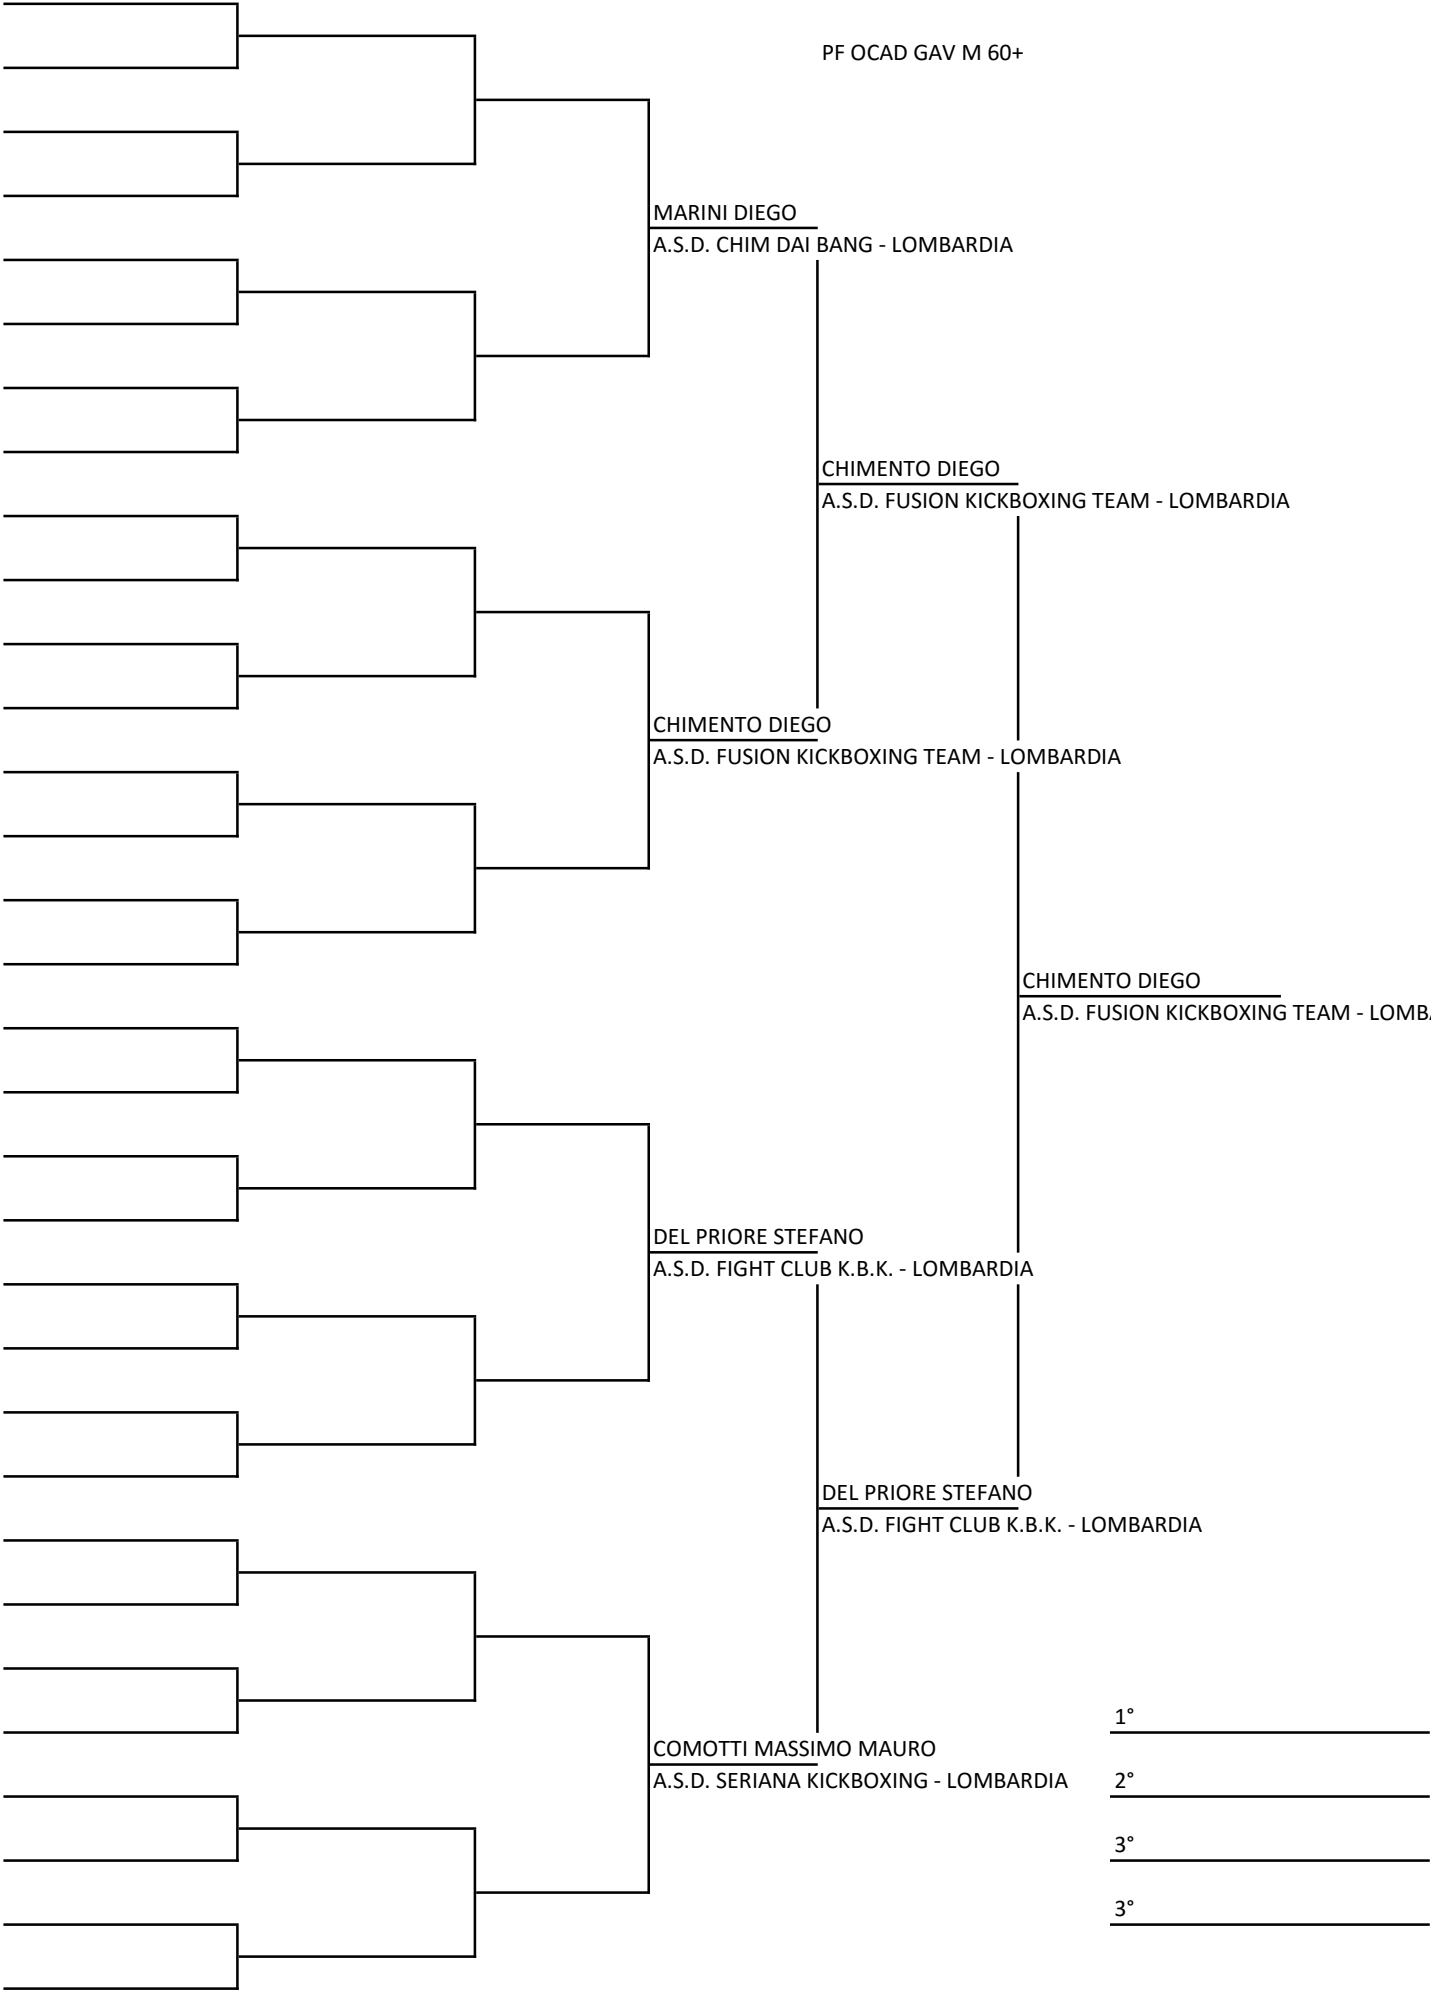 PF OCAD GAV M 60+
MARINI DIEGO
A.S.D. CHIM DAI BANG - LOMBARDIA
CHIMENTO DIEGO
A.S.D. FUSION KICKBOXING TEAM - LOMBARDIA
CHIMENTO DIEGO
A.S.D. FUSION KICKBOXING TEAM - LOMBARDIA
CHIMENTO DIEGO
A.S.D. FUSION KICKBOXING TEAM - LOMBA
DEL PRIORE STEFANO
A.S.D. FIGHT CLUB K.B.K. - LOMBARDIA
DEL PRIORE STEFANO
A.S.D. FIGHT CLUB K.B.K. - LOMBARDIA
1°
COMOTTI MASSIMO MAURO
A.S.D. SERIANA KICKBOXING - LOMBARDIA
2°
3°
3°